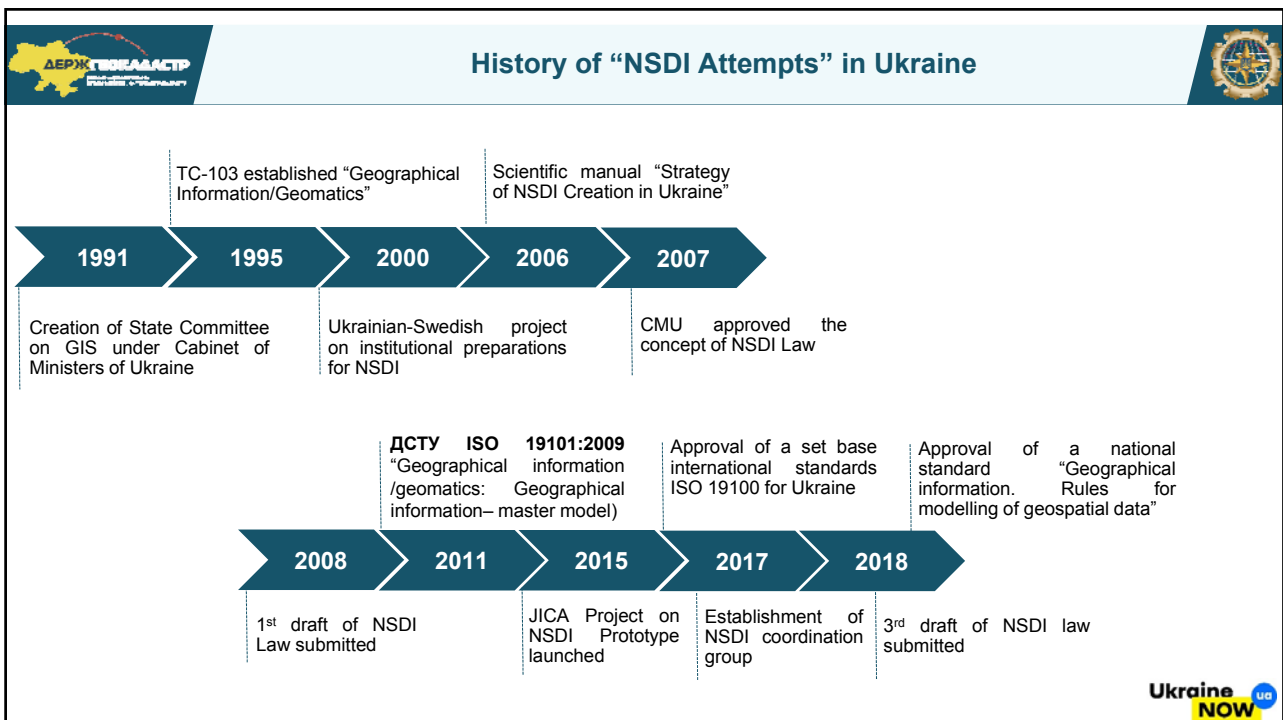 ДЕРЖГЕОКАДАСТР
History of “NSDI Attempts” in Ukraine
TC-103 established “Geographical
Information/Geomatics”
Scientific manual “Strategy
of NSDI Creation in Ukraine”
1991
1995
2000
2006
2007
Creation of State Committee
on GIS under Cabinet of
Ministers of Ukraine
Ukrainian-Swedish project
on institutional preparations
for NSDI
CMU approved the
concept of NSDI Law
ДСТУ ISO 19101:2009
“Geographical information
/geomatics: Geographical
information– master model)
Approval of a set base
international standards
ISO 19100 for Ukraine
Approval of a national
standard “Geographical
information. Rules for
modelling of geospatial data”
2008
2011
2015
2017
2018
1st draft of NSDI
Law submitted
JICA Project on
NSDI Prototype
launched
Establishment of
NSDI coordination
group
3rd draft of NSDI law
submitted
Ukraine
NOW
ua